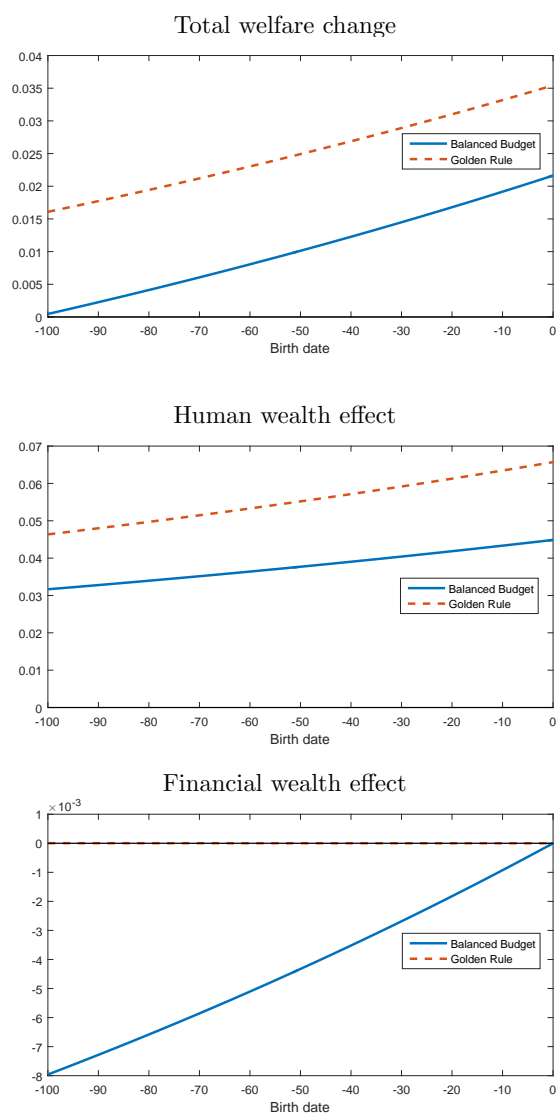 Total welfare change
0.04
0.035
0.03
0.025
0.02
0.015
0.01
0.005
0
Balanced Budget
Golden Rule
-100 -90 -80 -70 -60 -50 -40 -30 -20 -10 0
Birth date
Human wealth effect
0.07
0.06
0.05
0.04
0.03
0.02
0.01
0
Balanced Budget
Golden Rule
-100 -90 -80 -70 -60 -50 -40 -30 -20 -10 0
Birth date
Financial wealth effect
×10-3
1
0
-1
-2
-3
-4
-5
-6
-7
-8
Balanced Budget
Golden Rule
-100 -90 -80 -70 -60 -50 -40 -30 -20 -10 0
Birth date